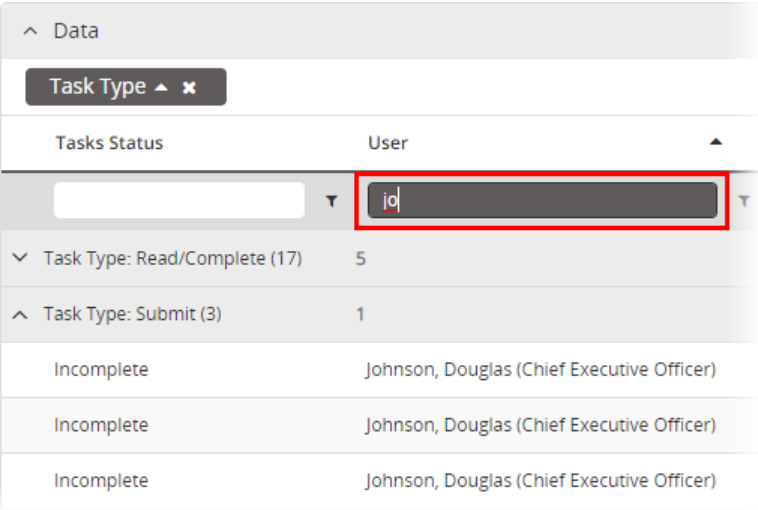 Data
Task Type
Tasks Status User
jo
Task Type: Read/Complete (17) 5
Task Type: Submit (3) 1
Incomplete Johnson, Douglas (Chief Executive Officer)
Incomplete Johnson, Douglas (Chief Executive Officer)
Incomplete Johnson, Douglas (Chief Executive Officer)